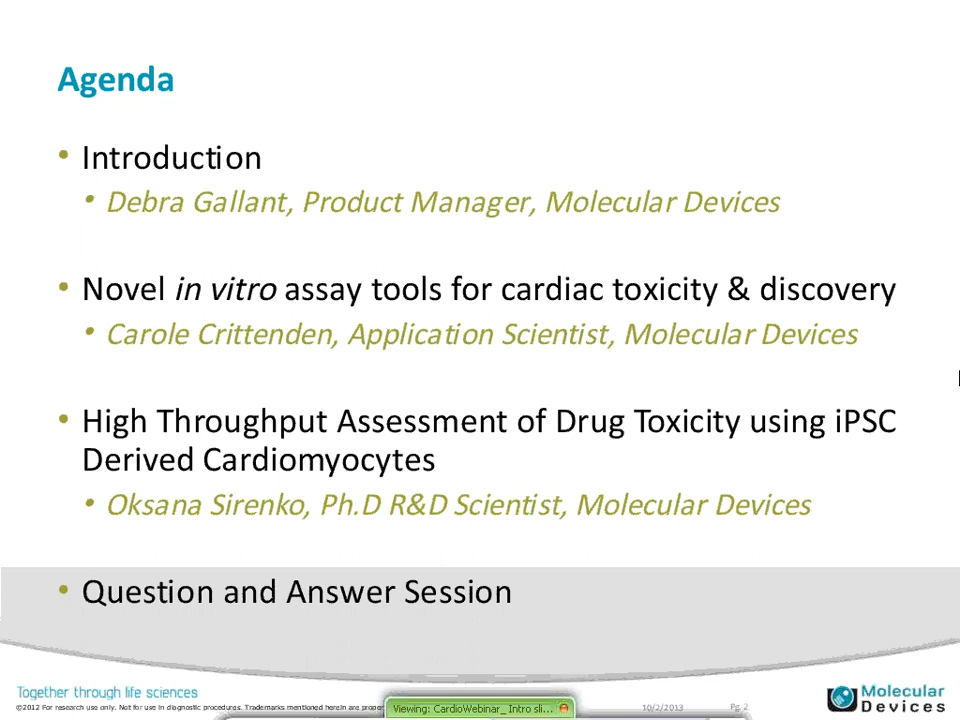 Agenda
• Introduction
• Debra Gallant, Product Manager, Molecular Devices
• Novel in vitro assay tools for cardiac toxicity & discovery
• Carole Crittenden, Application Scientist, Molecular Devices
• High Throughput Assessment of Drug Toxicity using iPSC
Derived Cardiomyocytes
• Oksana Sirenko, Ph.D R&D Scientist, Molecular Devices
• Question and Answer Session
Together through life sciences
©2012 For research use only. Not for use in diagnostic procedures. Trademarks mentioned herein are
Viewing: CardioWebinar_ Intro sli...
10/2/2013
Pg. 2
Molecular
Devices